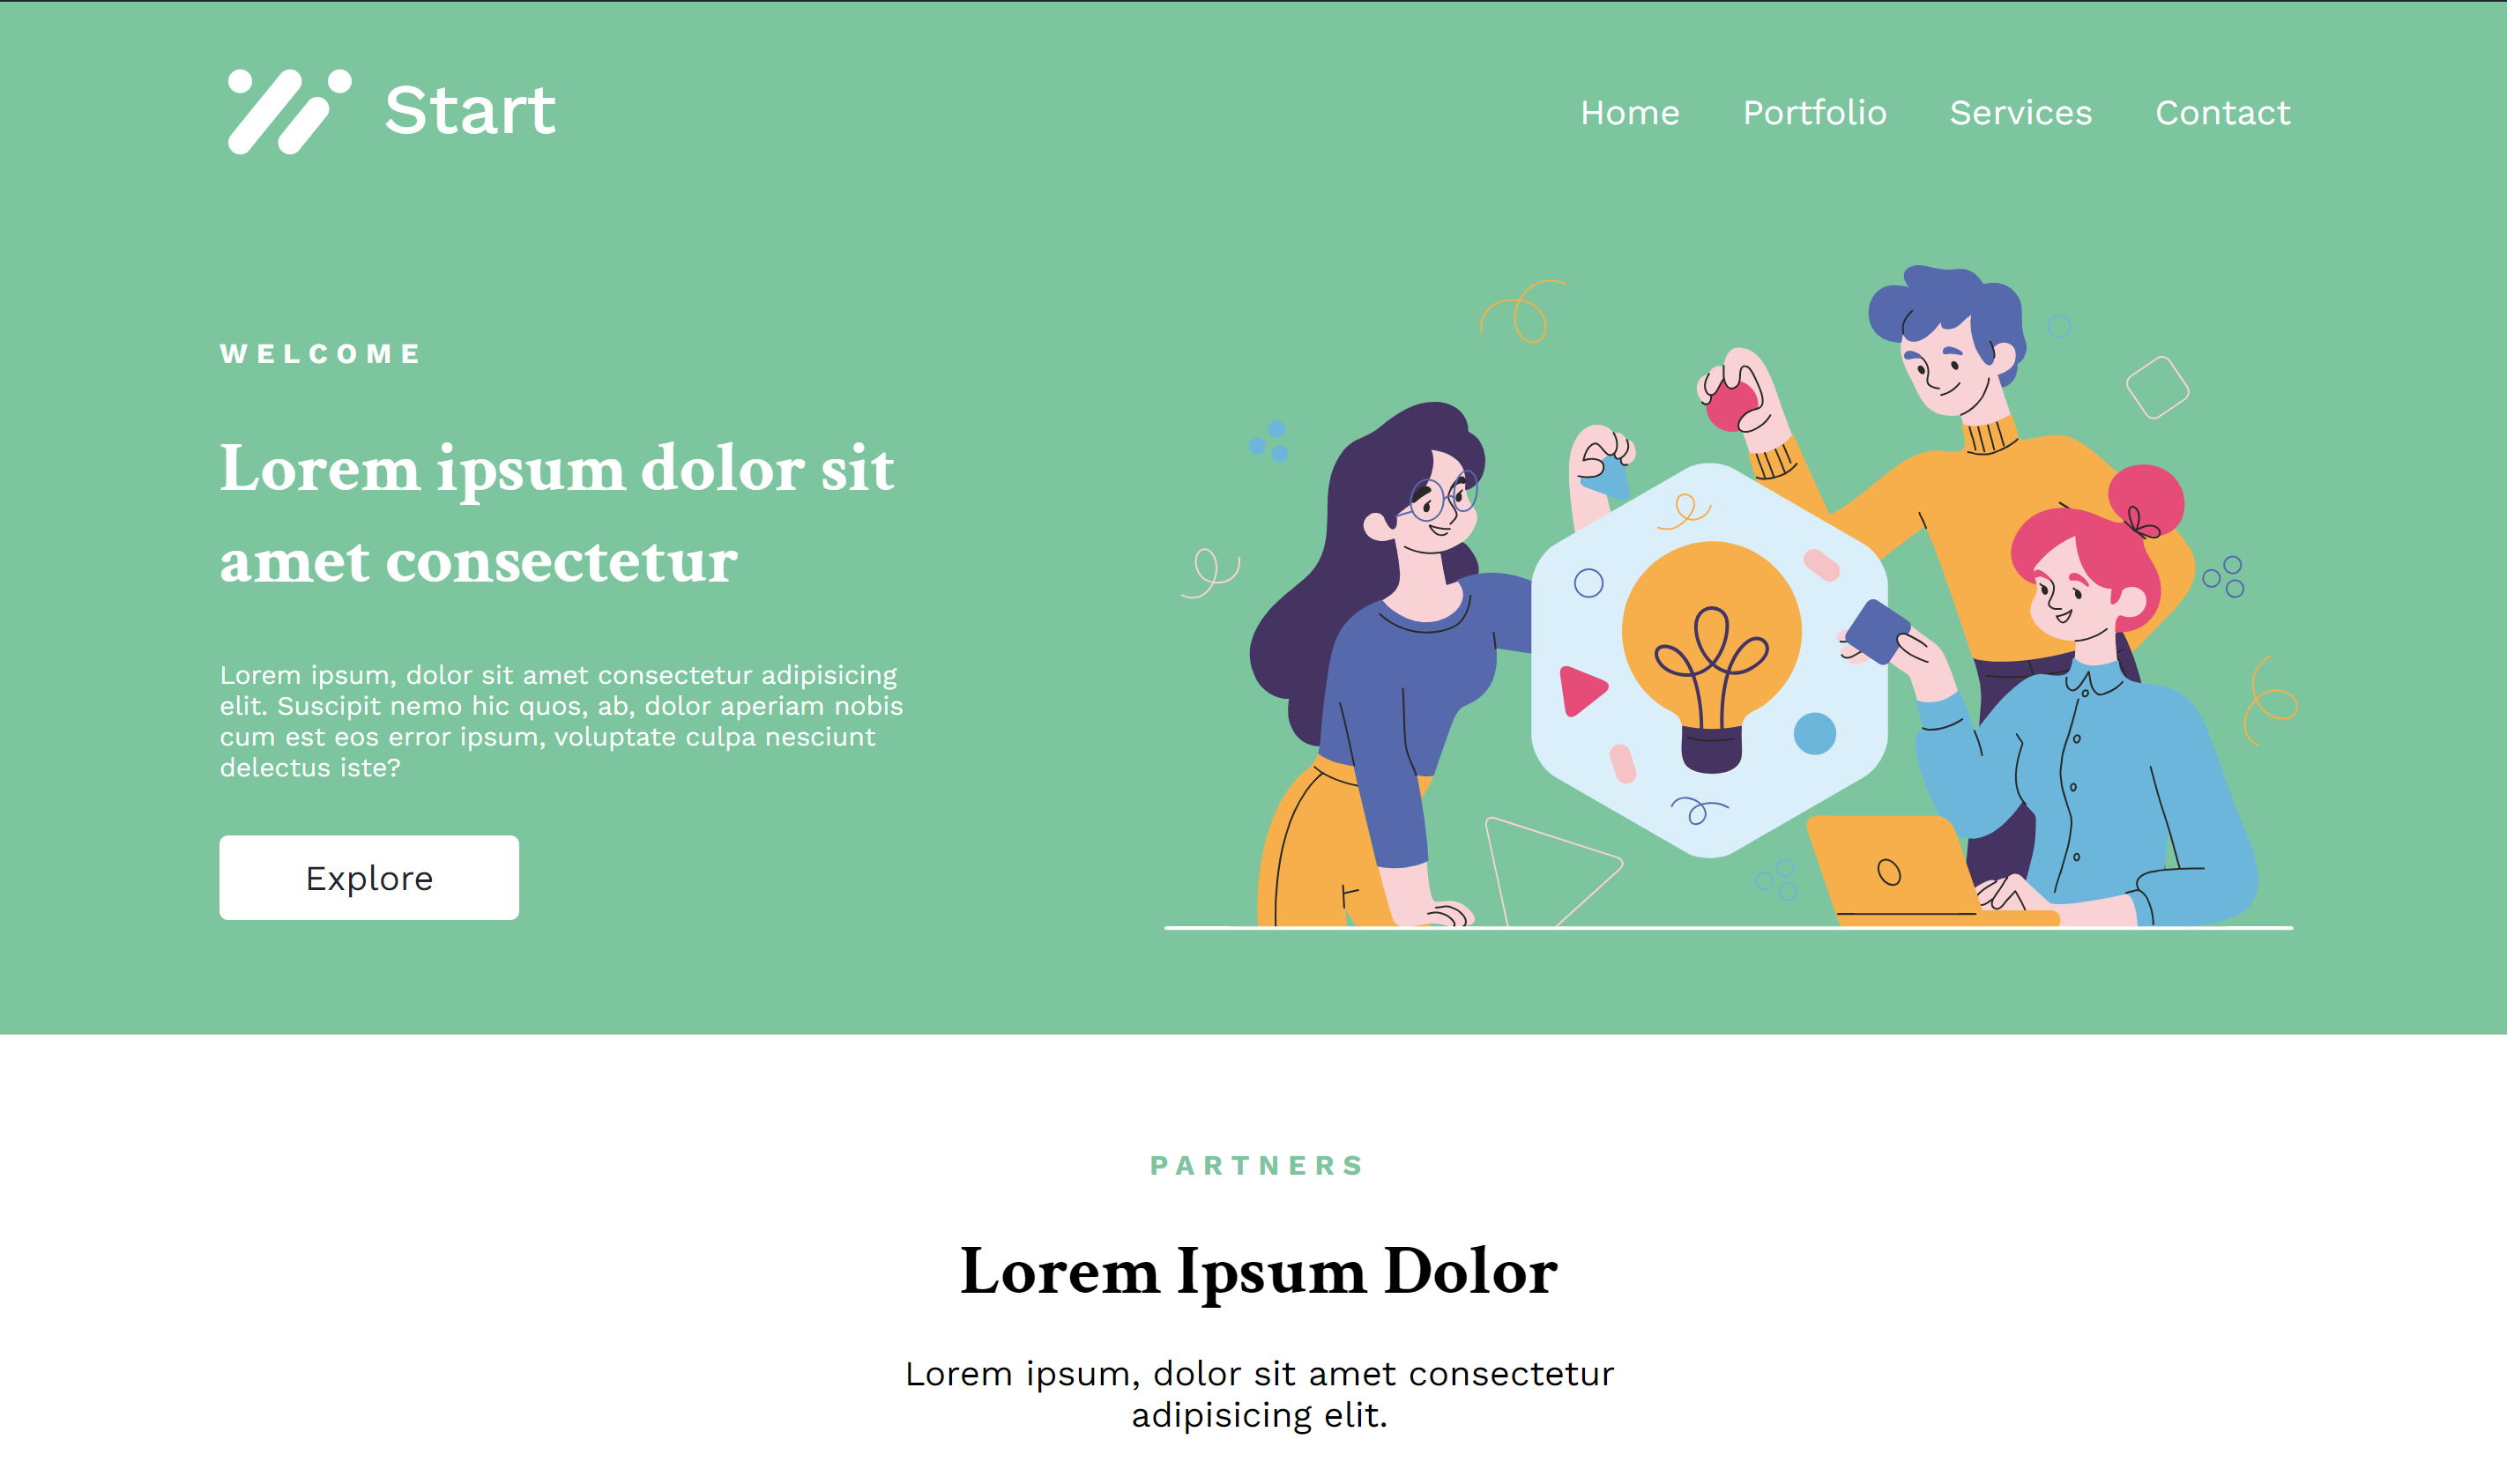 Start
Home Portfolio Services Contact
WELCOME
Lorem ipsum dolor sit
amet consectetur
Lorem ipsum, dolor sit amet consectetur adipisicing
elit. Suscipit nemo hic quos, ab, dolor aperiam nobis
cum est eos error ipsum, voluptate culpa nesciunt
delectus iste?
Explore
PARTNERS
Lorem Ipsum Dolor
Lorem ipsum, dolor sit amet consectetur
adipisicing elit.